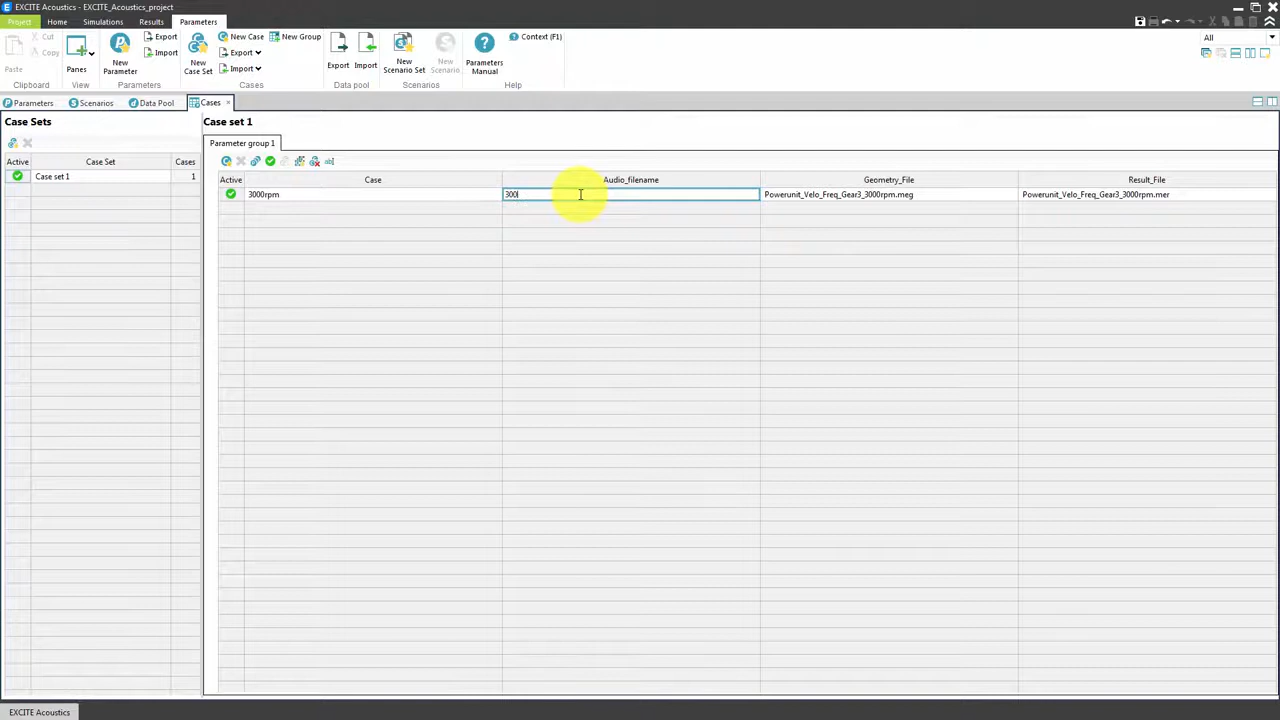 EXCITE Acoustics - EXCITE_Acoustics_project
Project Home Simulations Results Parameters
Cut Export New Case New Group Context (F1) All
Copy Import Export
Paste Panes New Parameter New Case Set Import Export Import New Scenario Set New Scenario Parameters Manual
Clipboard View Parameters Cases Data pool Scenarios Help
Parameters Scenarios Data Pool Cases
Case Sets Case set 1
Parameter group 1
Active Case Set Cases Active Case Audio_filename Geometry_File Result_File
Case set 1 1 3000rpm 300 Powerunit_Velo_Freq_Gear3_3000rpm.meg Powerunit_Velo_Freq_Gear3_3000rpm.mer
EXCITE Acoustics